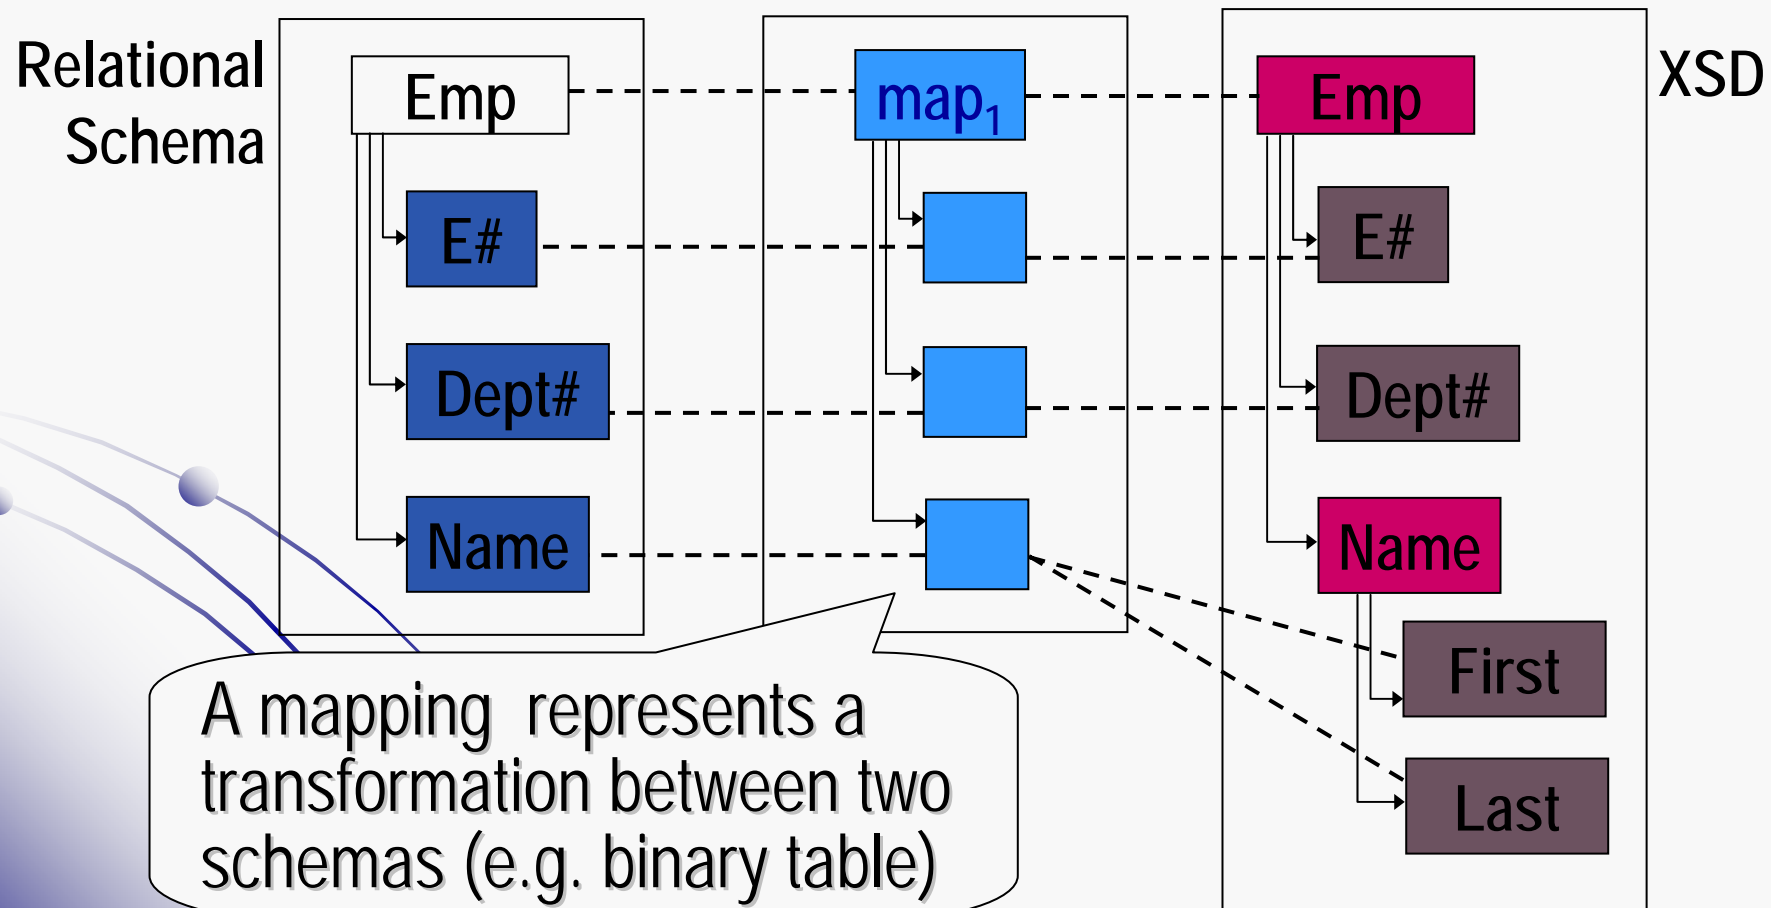 Relational
Schema
Emp
E#
Dept#
Name
map1
Emp
E#
Dept#
Name
First
Last
XSD
A mapping represents a
transformation between two
schemas (e.g. binary table)